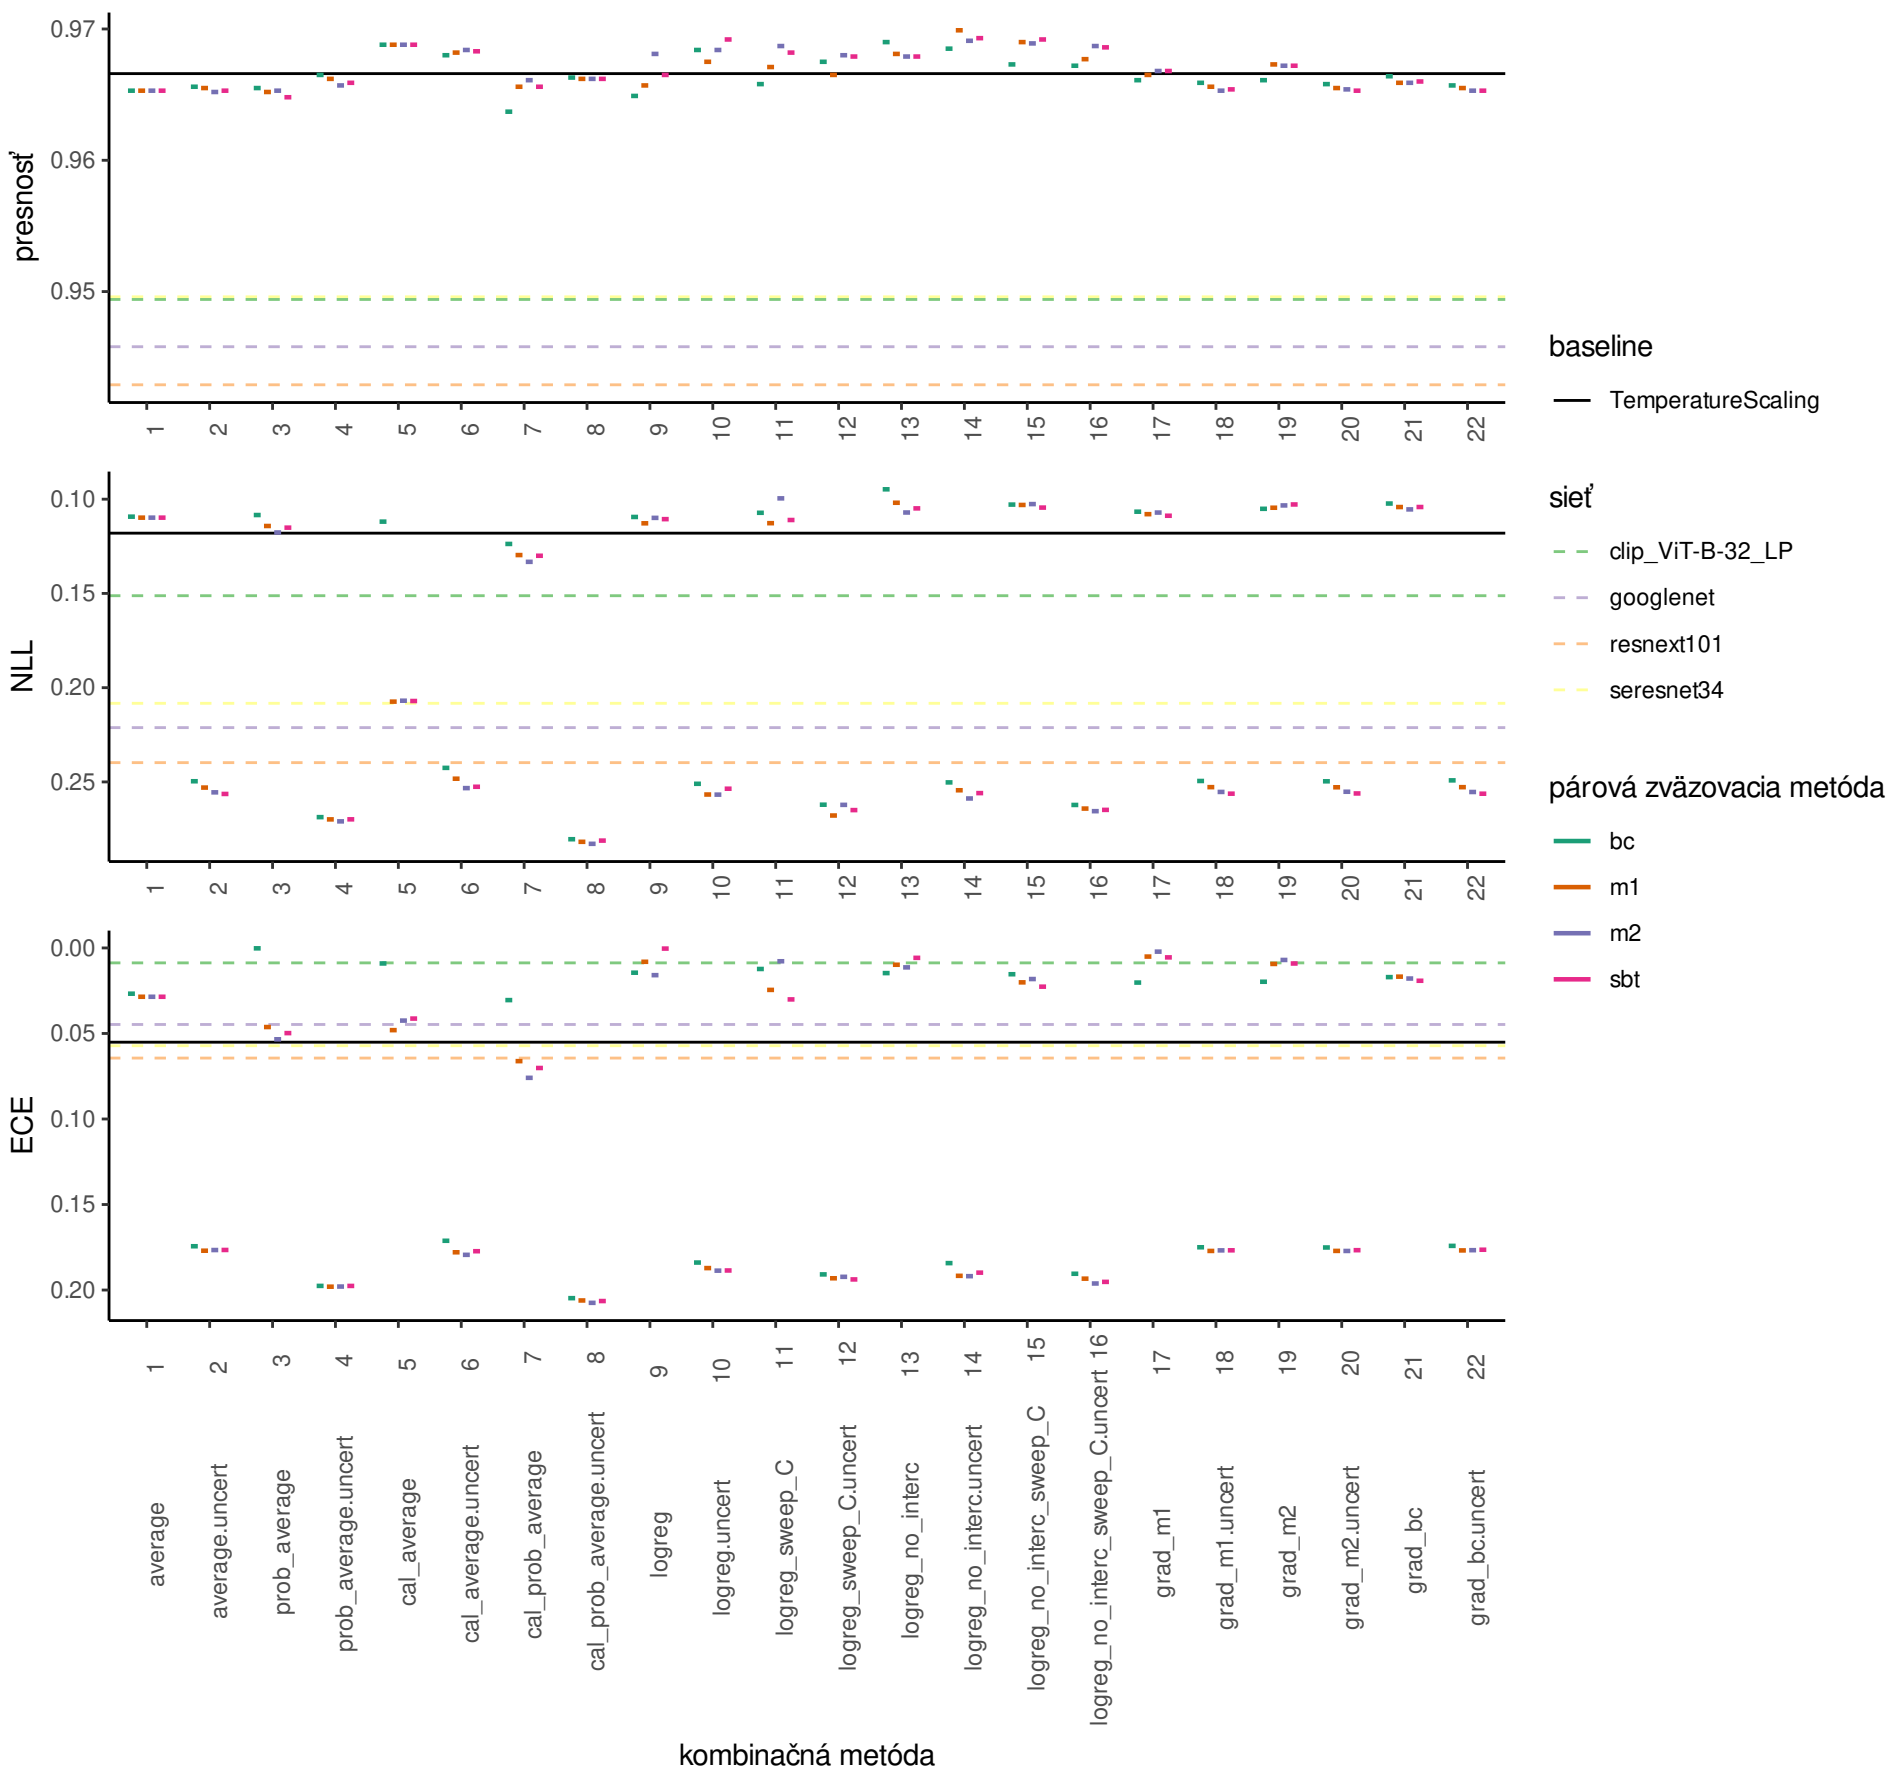 presnosť
0.97
0.96
0.95
1 2 3 4 5 6 7 8 9 10 11 12 13 14 15 16 17 18 19 20 21 22
NLL
0.10
0.15
0.20
0.25
1 2 3 4 5 6 7 8 9 10 11 12 13 14 15 16 17 18 19 20 21 22
ECE
0.00
0.05
0.10
0.15
0.20
average 1
average.uncert 2
prob_average 3
prob_average.uncert 4
cal_average 5
cal_average.uncert 6
cal_prob_average 7
cal_prob_average.uncert 8
logreg 9
logreg.uncert 10
logreg_sweep_C 11
logreg_sweep_C.uncert 12
logreg_no_interc 13
logreg_no_interc.uncert 14
logreg_no_interc_sweep_C 15
logreg_no_interc_sweep_C.uncert 16
grad_m1 17
grad_m1.uncert 18
grad_m2 19
grad_m2.uncert 20
grad_bc 21
grad_bc.uncert 22
kombinačná metóda
baseline
TemperatureScaling
sieť
clip_ViT-B-32_LP
googlenet
resnext101
seresnet34
párová zväzovacia metóda
bc
m1
m2
sbt